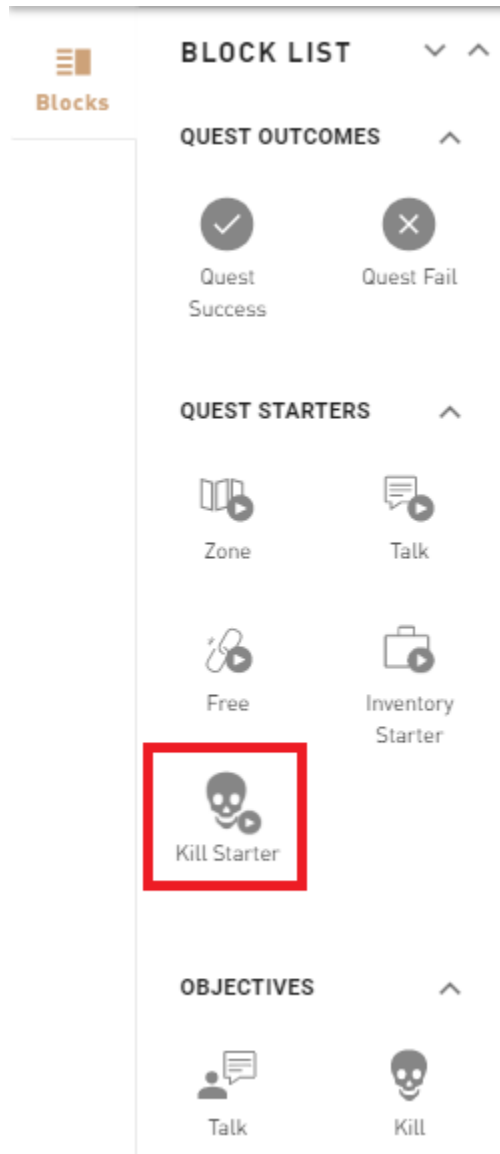 BLOCK LIST
Blocks
QUEST OUTCOMES
Quest
Success
Quest Fail
QUEST STARTERS
Zone
Talk
Free
Inventory
Starter
Kill Starter
OBJECTIVES
Talk
Kill